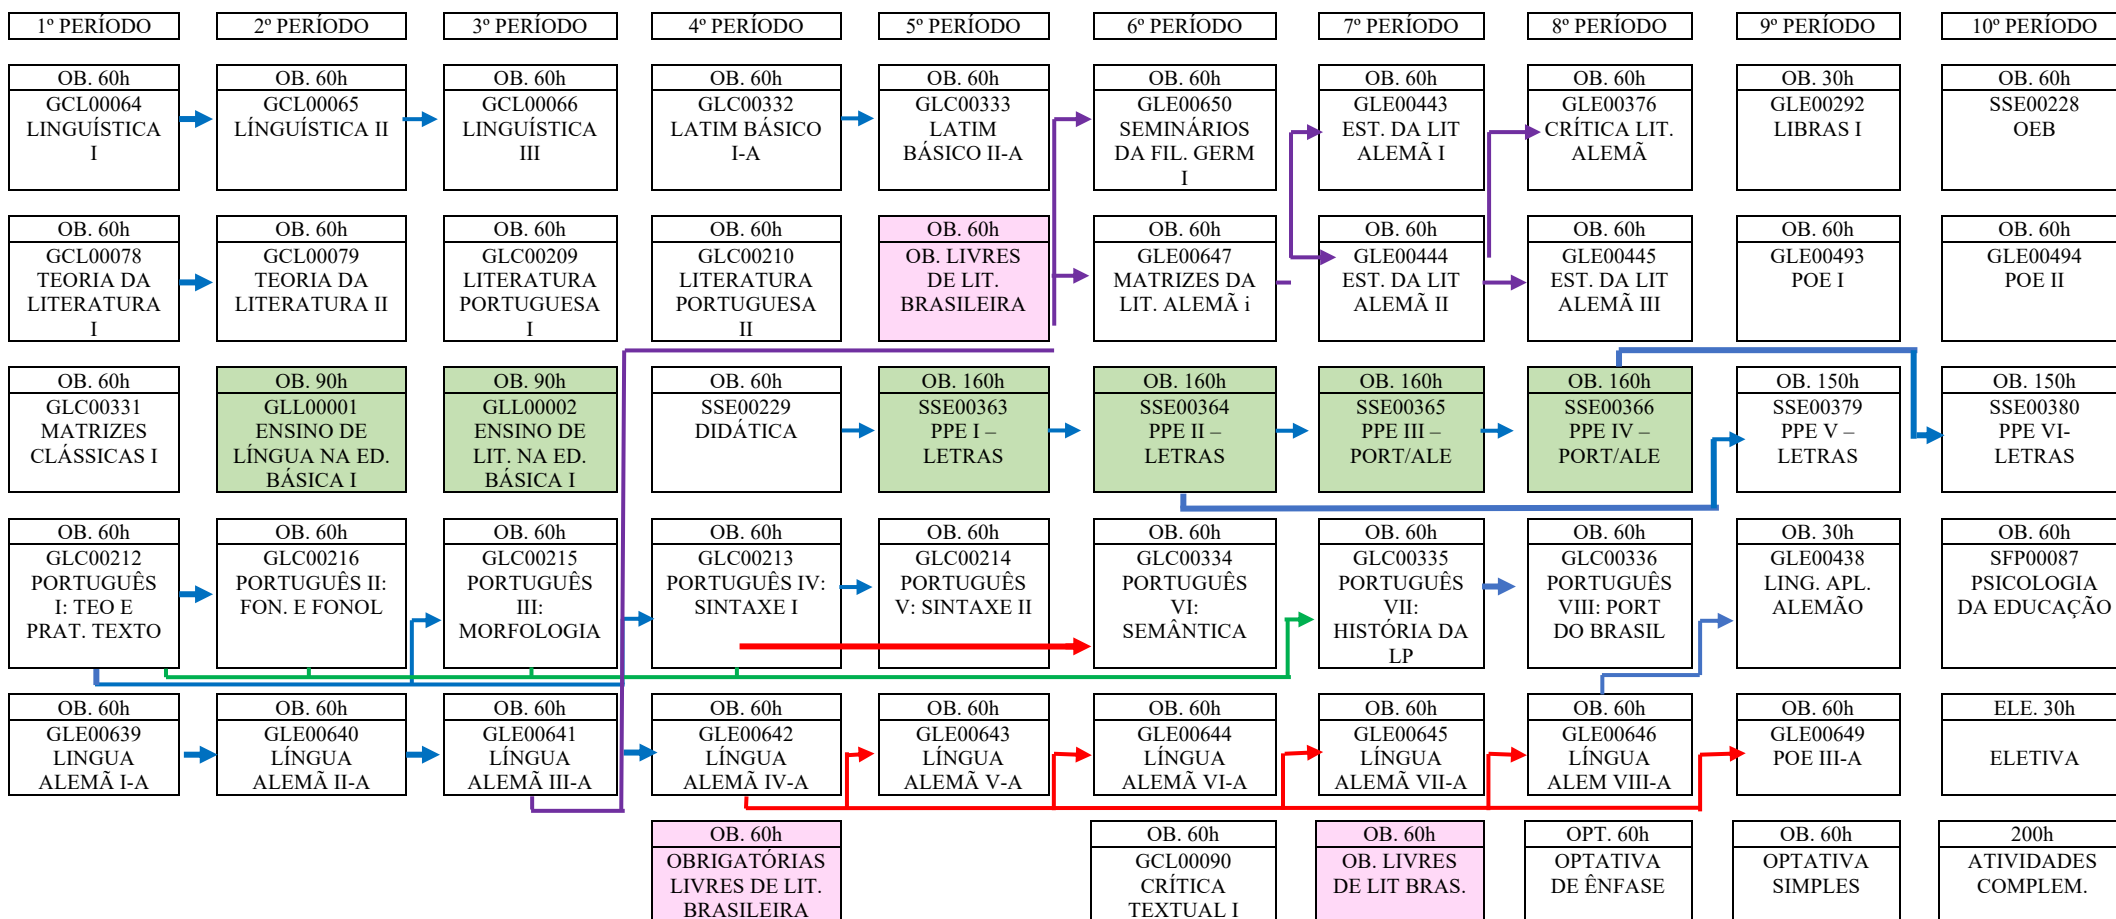 1º PERÍODO
2º PERÍODO
3º PERÍODO
4º PERÍODO
5º PERÍODO
6º PERÍODO
7º PERÍODO
8º PERÍODO
9º PERÍODO
10º PERÍODO
OB. 60h
GCL00064
LINGUÍSTICA
I
OB. 60h
GCL00065
LÍNGUÍSTICA II
OB. 60h
GCL00066
LINGUÍSTICA
III
OB. 60h
GLC00332
LATIM BÁSICO
I-A
OB. 60h
GLC00333
LATIM
BÁSICO II-A
OB. 60h
GLE00650
SEMINÁRIOS
DA FIL. GERM
I
OB. 60h
GLE00443
EST. DA LIT
ALEMÃ I
OB. 60h
GLE00376
CRÍTICA LIT.
ALEMÃ
OB. 30h
GLE00292
LIBRAS I
OB. 60h
SSE00228
OEB
OB. 60h
GCL00078
TEORIA DA
LITERATURA
I
OB. 60h
GCL00079
TEORIA DA
LITERATURA II
OB. 60h
GLC00209
LITERATURA
PORTUGUESA
I
OB. 60h
GLC00210
LITERATURA
PORTUGUESA
II
OB. 60h
OB. LIVRES
DE LIT.
BRASILEIRA
OB. 60h
GLE00647
MATRIZES DA
LIT. ALEMÃ i
OB. 60h
GLE00444
EST. DA LIT
ALEMÃ II
OB. 60h
GLE00445
EST. DA LIT
ALEMÃ III
OB. 60h
GLE00493
POE I
OB. 60h
GLE00494
POE II
OB. 60h
GLC00331
MATRIZES
CLÁSSICAS I
OB. 90h
GLL00001
ENSINO DE
LÍNGUA NA ED.
BÁSICA I
OB. 90h
GLL00002
ENSINO DE
LIT. NA ED.
BÁSICA I
OB. 60h
SSE00229
DIDÁTICA
OB. 160h
SSE00363
PPE I –
LETRAS
OB. 160h
SSE00364
PPE II –
LETRAS
OB. 160h
SSE00365
PPE III –
PORT/ALE
OB. 160h
SSE00366
PPE IV –
PORT/ALE
OB. 150h
SSE00379
PPE V –
LETRAS
OB. 150h
SSE00380
PPE VI-
LETRAS
OB. 60h
GLC00212
PORTUGUÊS
I: TEO E
PRAT. TEXTO
OB. 60h
GLC00216
PORTUGUÊS II:
FON. E FONOL
OB. 60h
GLC00215
PORTUGUÊS
III:
MORFOLOGIA
OB. 60h
GLC00213
PORTUGUÊS IV:
SINTAXE I
OB. 60h
GLC00214
PORTUGUÊS
V: SINTAXE II
OB. 60h
GLC00334
PORTUGUÊS
VI:
SEMÂNTICA
OB. 60h
GLC00335
PORTUGUÊS
VII:
HISTÓRIA DA
LP
OB. 60h
GLC00336
PORTUGUÊS
VIII: PORT
DO BRASIL
OB. 30h
GLE00438
LING. APL.
ALEMÃO
OB. 60h
SFP00087
PSICOLOGIA
DA EDUCAÇÃO
OB. 60h
GLE00639
LINGUA
ALEMÃ I-A
OB. 60h
GLE00640
LÍNGUA
ALEMÃ II-A
OB. 60h
GLE00641
LÍNGUA
ALEMÃ III-A
OB. 60h
GLE00642
LÍNGUA
ALEMÃ IV-A
OB. 60h
GLE00643
LÍNGUA
ALEMÃ V-A
OB. 60h
GLE00644
LÍNGUA
ALEMÃ VI-A
OB. 60h
GLE00645
LÍNGUA
ALEMÃ VII-A
OB. 60h
GLE00646
LÍNGUA
ALEM VIII-A
OB. 60h
GLE00649
POE III-A
ELE. 30h
ELETIVA
OB. 60h
OBRIGATÓRIAS
LIVRES DE LIT.
BRASILEIRA
OB. 60h
GCL00090
CRÍTICA
TEXTUAL I
OB. 60h
OB. LIVRES
DE LIT BRAS.
OPT. 60h
OPTATIVA
DE ÊNFASE
OB. 60h
OPTATIVA
SIMPLES
200h
ATIVIDADES
COMPLEM.